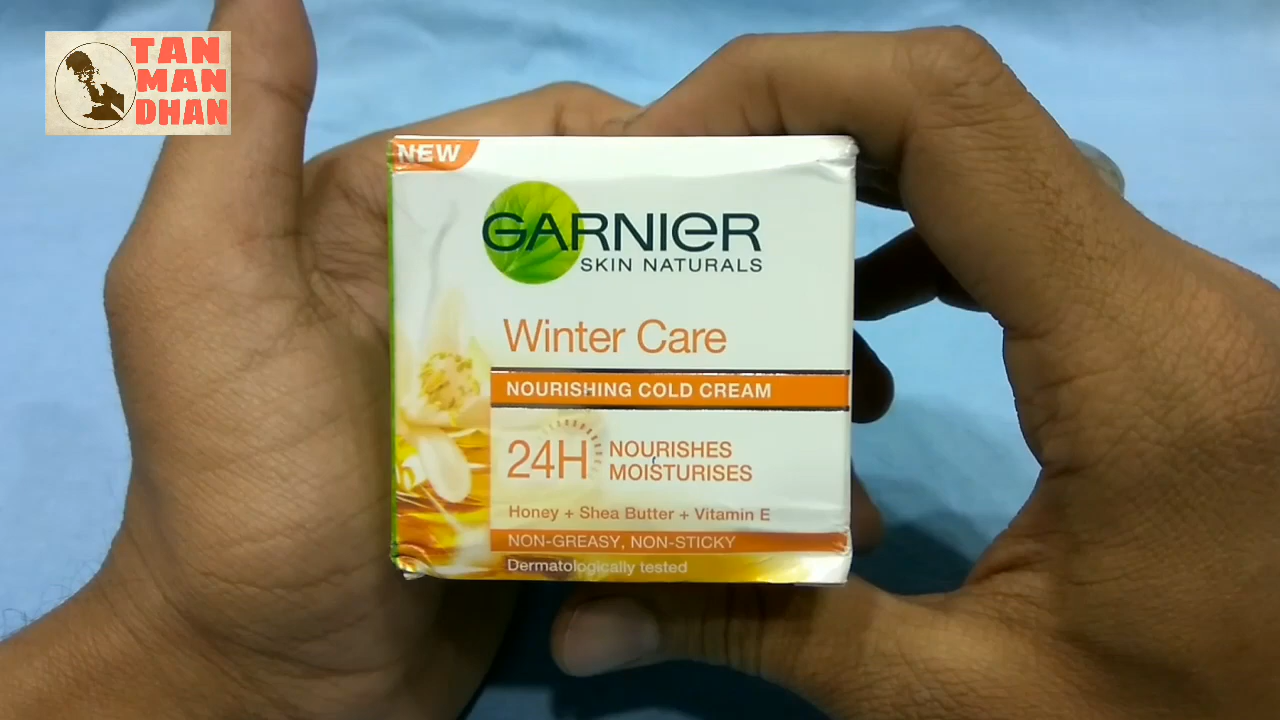 TAN
MAN
DHAN
NEW
GARNIER
SKIN NATURALS
Winter Care
NOURISHING COLD CREAM
24H NOURISHES
MOISTURISES
Honey + Shea Butter + Vitamin E
NON-GREASY, NON-STICKY
Dermatologically tested